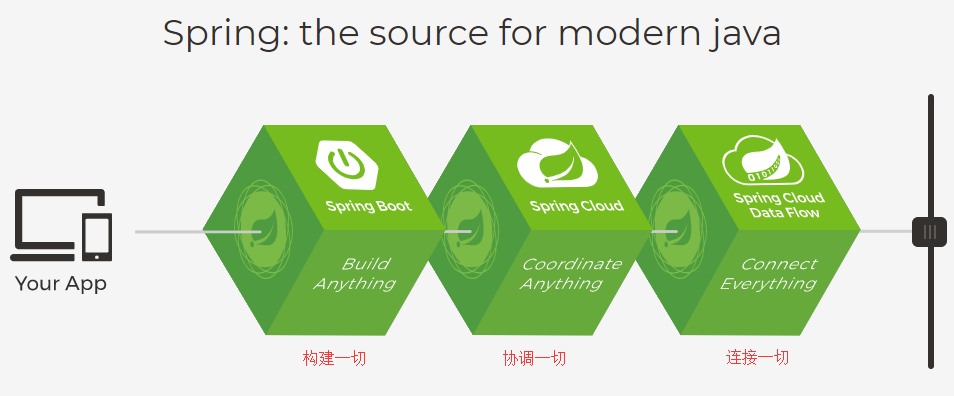 Spring: the source for modern java
Your App
Spring Boot
Build
Anything
构建一切
Spring Cloud
Coordinate
Anything
协调一切
010110
Spring Cloud
Data Flow
Connect
Everything
连接一切